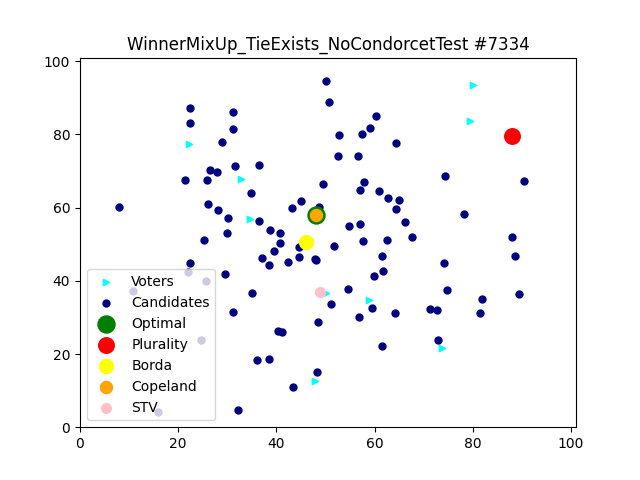 WinnerMixUp_TieExists_NoCondorcetTest #7334
100
80
60
40
20
0
Voters
Candidates
Optimal
Plurality
Borda
Copeland
STV
0 20 40 60 80 100